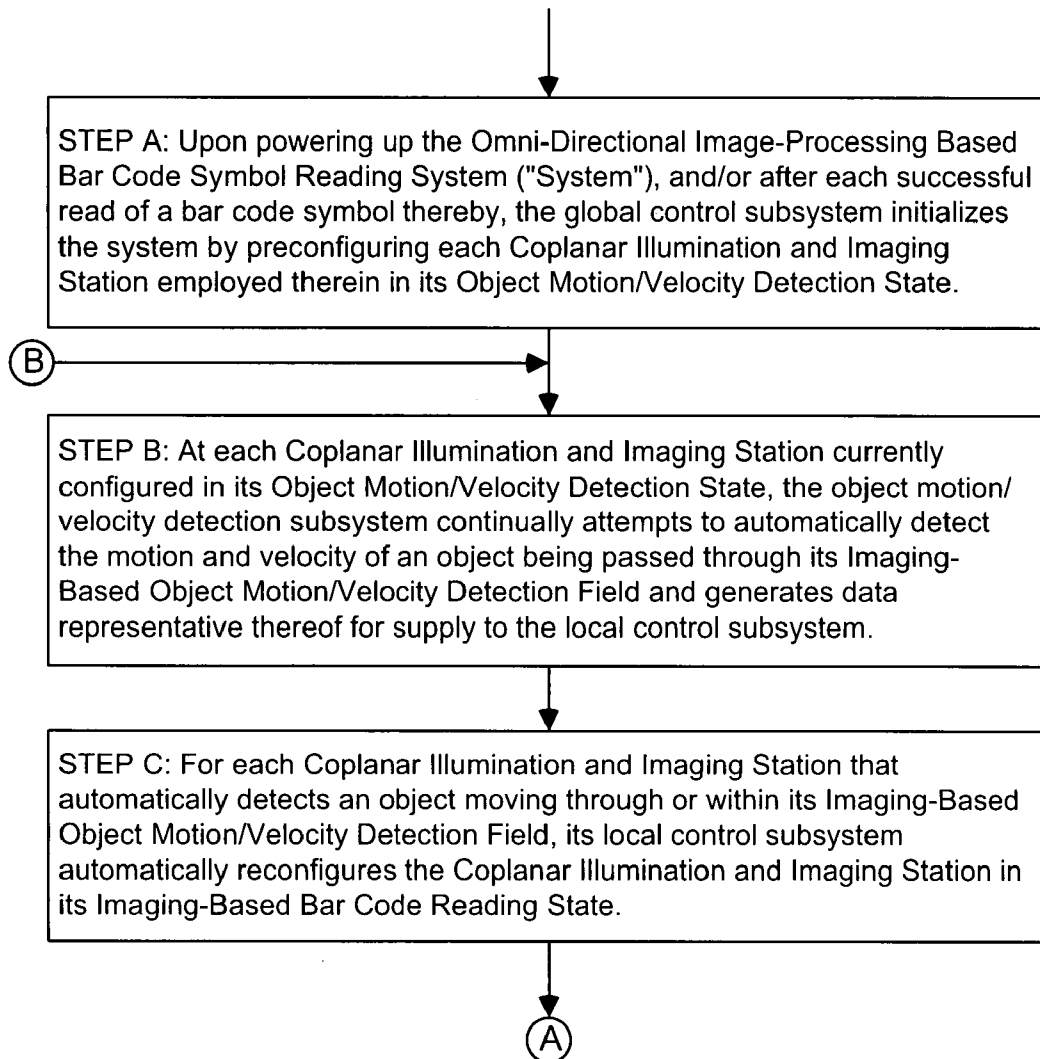 STEP A: Upon powering up the Omni-Directional Image-Processing Based
Bar Code Symbol Reading System ("System"), and/or after each successful
read of a bar code symbol thereby, the global control subsystem initializes
the system by preconfiguring each Coplanar Illumination and Imaging
Station employed therein in its Object Motion/Velocity Detection State.
B
STEP B: At each Coplanar Illumination and Imaging Station currently
configured in its Object Motion/Velocity Detection State, the object motion/
velocity detection subsystem continually attempts to automatically detect
the motion and velocity of an object being passed through its Imaging-
Based Object Motion/Velocity Detection Field and generates data
representative thereof for supply to the local control subsystem.
STEP C: For each Coplanar Illumination and Imaging Station that
automatically detects an object moving through or within its Imaging-Based
Object Motion/Velocity Detection Field, its local control subsystem
automatically reconfigures the Coplanar Illumination and Imaging Station in
its Imaging-Based Bar Code Reading State.
A